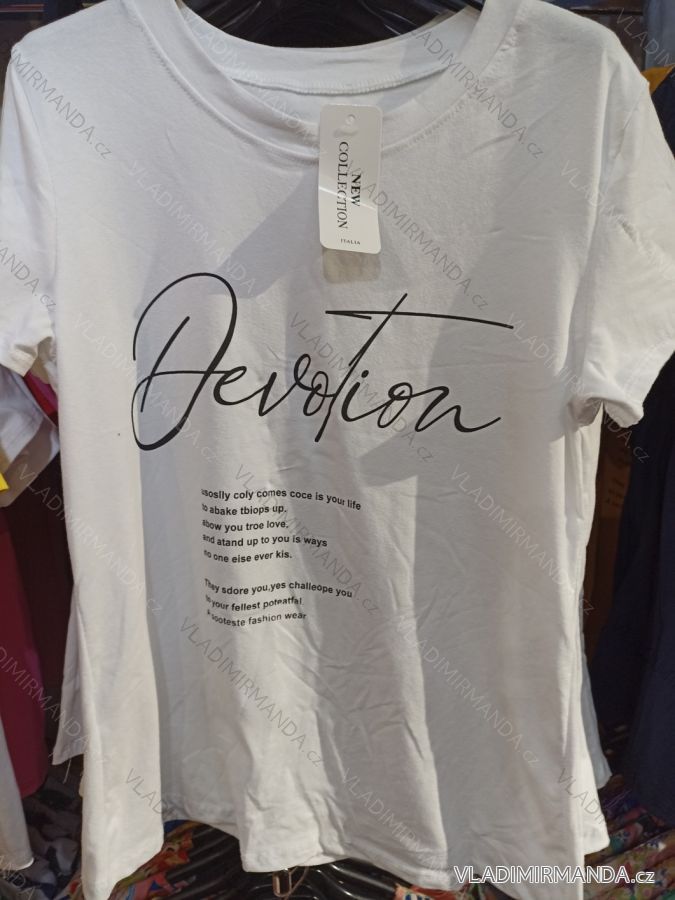 NEW
COLLECTION
ITALIA
Devotion
usoslly coly comes coce is your life
to abake tbiops up.
abow you troe love,
and atand up to you is ways
no one eise ever kis.
They sdore you,yes challeope you
to your fellest poteatfal
sooteste fashion wear
VLADIMIRMANDA.cz